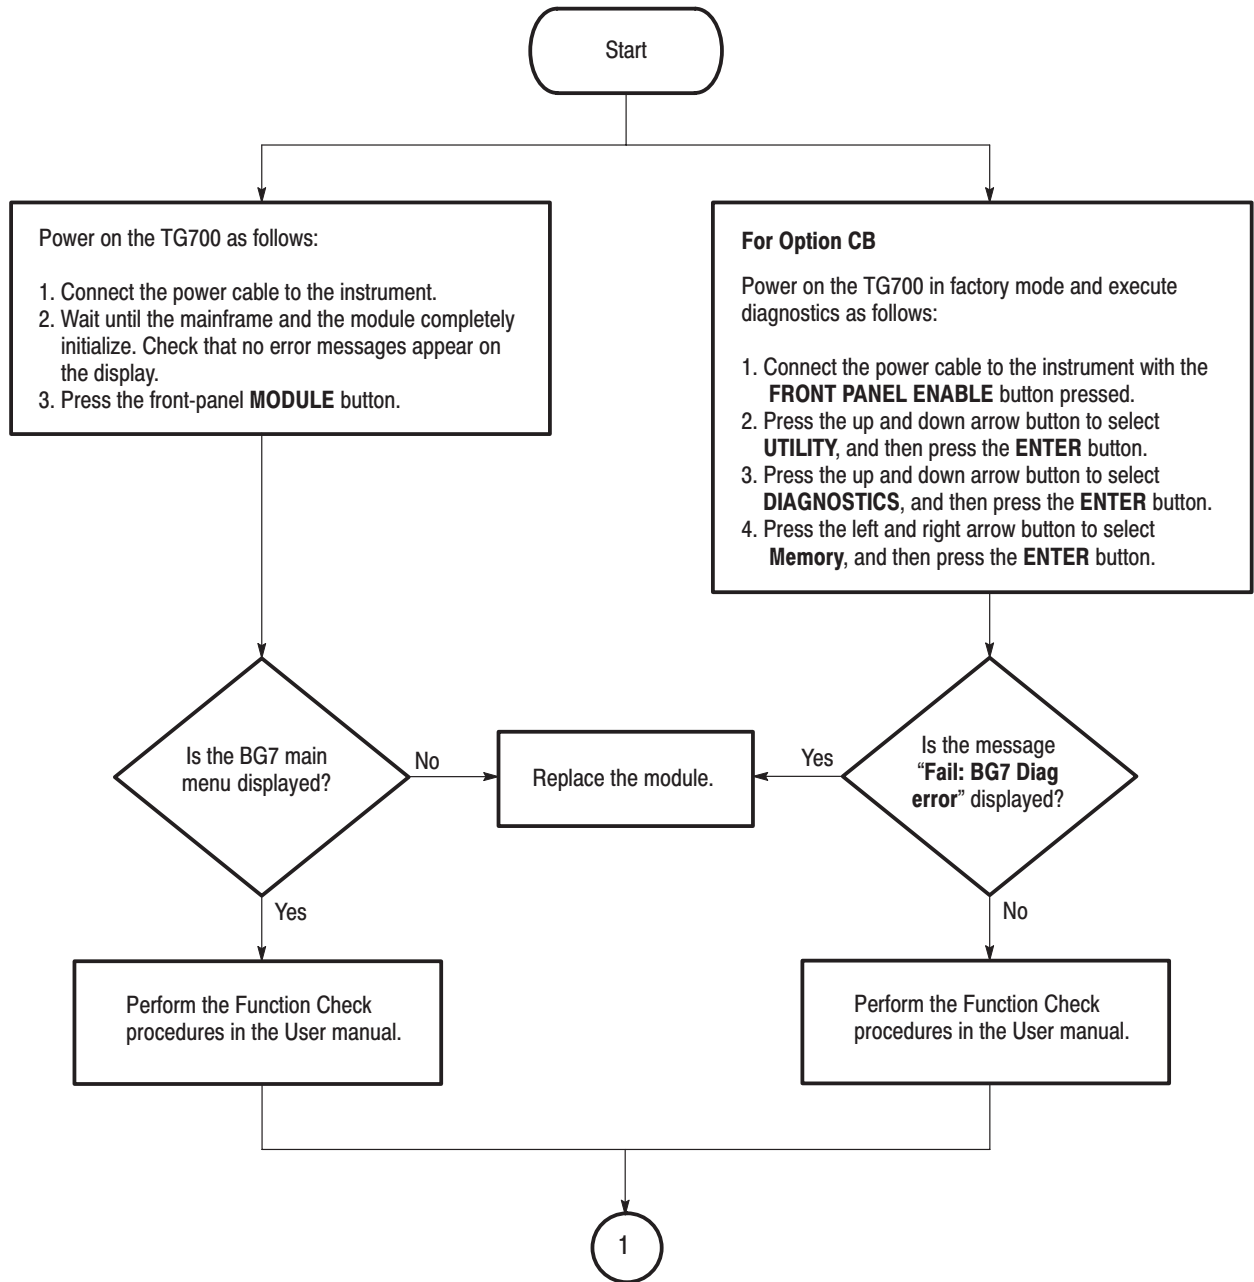 Start
Power on the TG700 as follows:
1. Connect the power cable to the instrument.
2. Wait until the mainframe and the module completely
initialize. Check that no error messages appear on
the display.
3. Press the front-panel MODULE button.
For Option CB
Power on the TG700 in factory mode and execute
diagnostics as follows:
1. Connect the power cable to the instrument with the
FRONT PANEL ENABLE button pressed.
2. Press the up and down arrow button to select
UTILITY, and then press the ENTER button.
3. Press the up and down arrow button to select
DIAGNOSTICS, and then press the ENTER button.
4. Press the left and right arrow button to select
Memory, and then press the ENTER button.
Is the BG7 main
menu displayed?
No
Replace the module.
Yes
Is the message
“Fail: BG7 Diag
error” displayed?
Yes
No
Perform the Function Check
procedures in the User manual.
Perform the Function Check
procedures in the User manual.
1